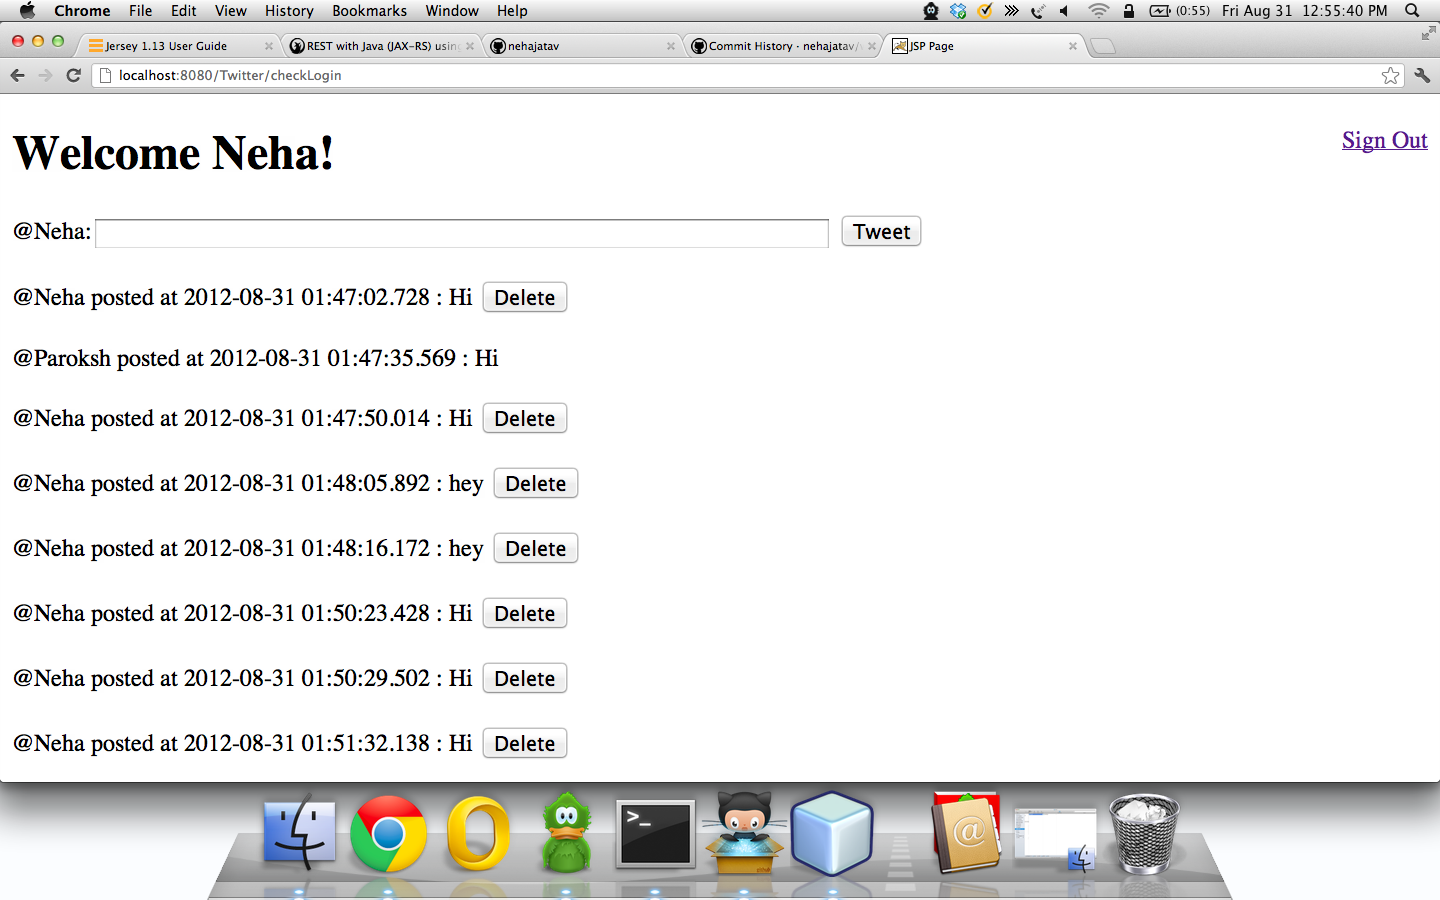 Chrome File Edit View History Bookmarks Window Help (0:55) Fri Aug 31 12:55:40 PM
Jersey 1.13 User Guide REST with Java (JAX-RS) using nehajatav Commit History · nehajatav/ JSP Page
localhost:8080/Twitter/checkLogin
Welcome Neha!
Sign Out
@Neha: Tweet
@Neha posted at 2012-08-31 01:47:02.728 : Hi Delete
@Paroksh posted at 2012-08-31 01:47:35.569 : Hi
@Neha posted at 2012-08-31 01:47:50.014 : Hi Delete
@Neha posted at 2012-08-31 01:48:05.892 : hey Delete
@Neha posted at 2012-08-31 01:48:16.172 : hey Delete
@Neha posted at 2012-08-31 01:50:23.428 : Hi Delete
@Neha posted at 2012-08-31 01:50:29.502 : Hi Delete
@Neha posted at 2012-08-31 01:51:32.138 : Hi Delete
>_
@